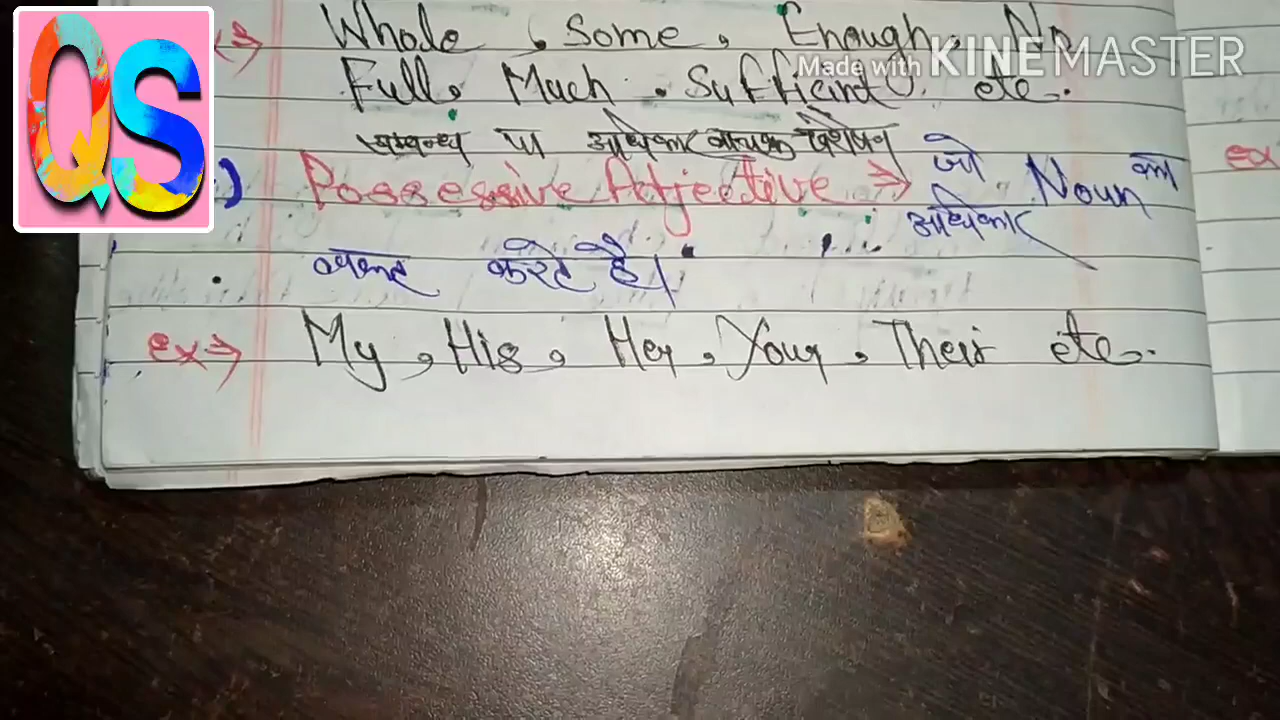 QS
Made with KINEMASTER
Whole, Some, Enough, No
Full, Much, Sufficient etc.
सम्बन्ध या अधिकार वाचक विशेषण
Possessive Adjective ⇒ जो Noun का
अधिकार
व्यक्त करते है।
ex⇒ My, His, Her, Your, Their etc.
ex